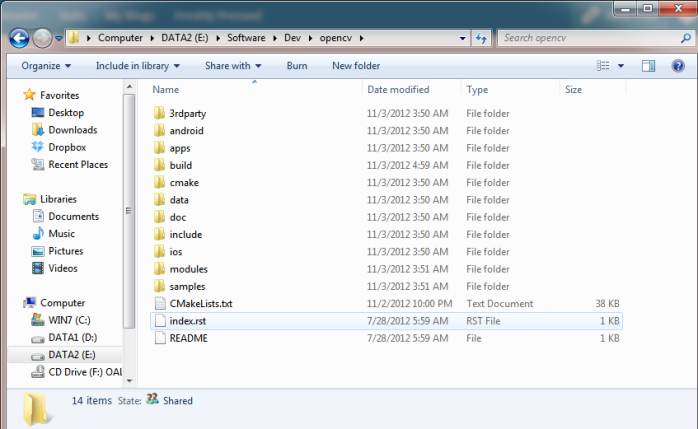 Computer ▸ DATA2 (E:) ▸ Software ▸ Dev ▸ opencv ▸
Search opencv
Organize Include in library Share with Burn New folder
Name Date modified Type Size
Favorites
Desktop
Downloads
Dropbox
Recent Places
Libraries
Documents
Music
Pictures
Videos
Computer
WIN7 (C:)
DATA1 (D:)
DATA2 (E:)
CD Drive (F:) OAL
3rdparty 11/3/2012 3:50 AM File folder
android 11/3/2012 3:50 AM File folder
apps 11/3/2012 3:50 AM File folder
build 11/3/2012 4:59 AM File folder
cmake 11/3/2012 3:50 AM File folder
data 11/3/2012 3:50 AM File folder
doc 11/3/2012 3:50 AM File folder
include 11/3/2012 3:50 AM File folder
ios 11/3/2012 3:50 AM File folder
modules 11/3/2012 3:51 AM File folder
samples 11/3/2012 3:51 AM File folder
CMakeLists.txt 11/2/2012 10:00 PM Text Document 38 KB
index.rst 7/28/2012 5:59 AM RST File 1 KB
README 7/28/2012 5:59 AM File 1 KB
14 items State: Shared